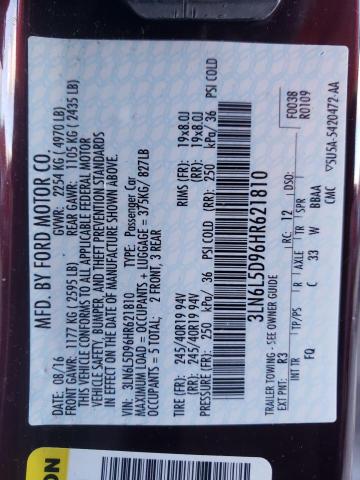 MFD. BY FORD MOTOR CO.
DATE: 08/16 GVWR: 2254 KG / 4970 LB
FRONT GAWR: 1177 KG / 2595 LB REAR GAWR: 1105 KG / 2435 LB
THIS VEHICLE CONFORMS TO ALL APPLICABLE FEDERAL MOTOR
VEHICLE SAFETY, BUMPER, AND THEFT PREVENTION STANDARDS
IN EFFECT ON THE DATE OF MANUFACTURE SHOWN ABOVE.
VIN: 3LN6L5D96HR621810 TYPE: Passenger Car
MAXIMUM LOAD = OCCUPANTS + LUGGAGE = 375KG / 827LB
OCCUPANTS = 5 TOTAL: 2 FRONT, 3 REAR
TIRE (FR): 245/40R19 94V RIMS (FR): 19x8.0J
TIRE (RR): 245/40R19 94V RIMS (RR): 19x8.0J
PRESSURE (FR): 250 kPa/ 36 PSI COLD (RR): 250 kPa/ 36 PSI COLD
3LN6L5D96HR621810
F0038
R0109
TRAILER TOWING - SEE OWNER GUIDE
EXT PNT: R3 RC: 12 DSO:
INT TR TP/PS R AXLE TR SPR
FQ C 33 W BBAA
CMC 5U5A-5420472-AA
ON